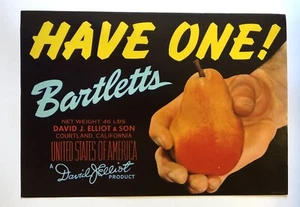 HAVE ONE!
Bartletts
NET WEIGHT 46 LBS
DAVID J. ELLIOT & SON
COURTLAND, CALIFORNIA
UNITED STATES OF AMERICA
A
David J Elliot
PRODUCT